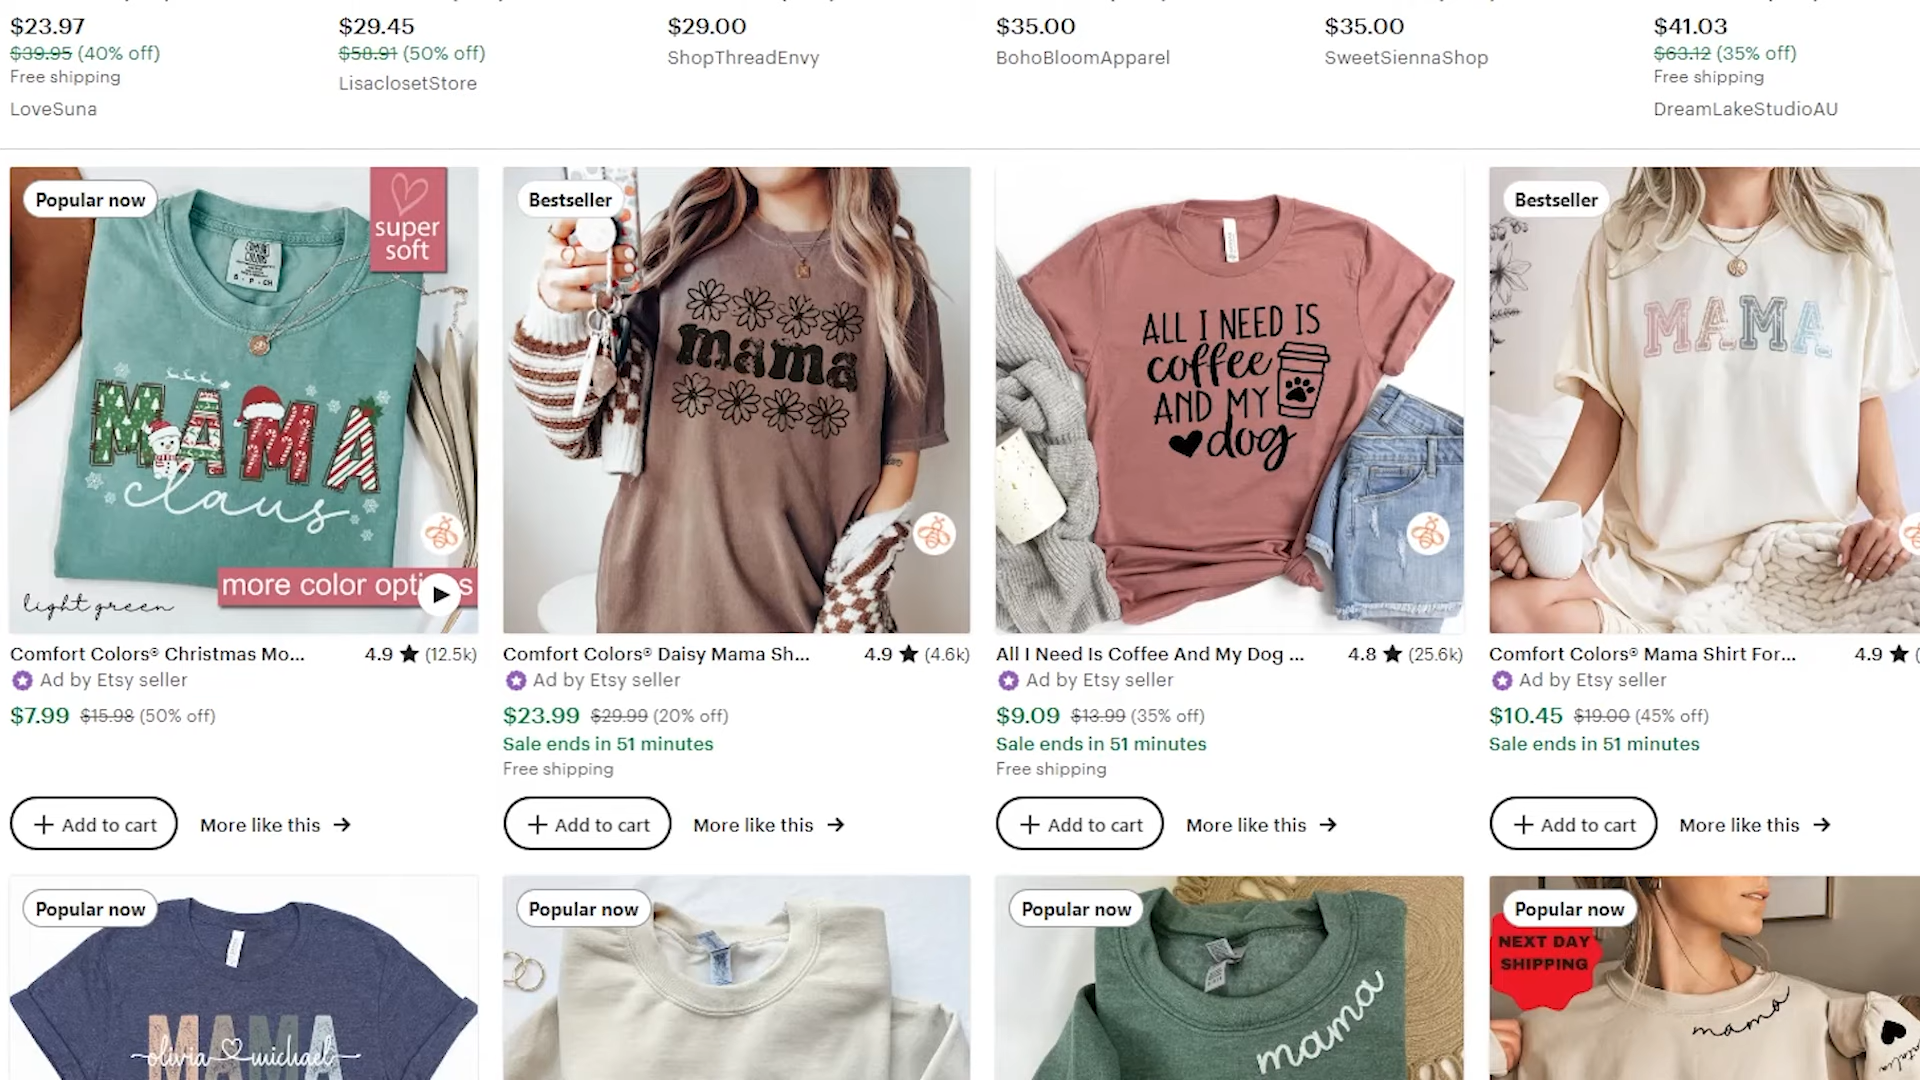 $23.97
$39.95 (40% off)
Free shipping
LoveSuna
$29.45
$58.91 (50% off)
LisaclosetStore
$29.00
ShopThreadEnvy
$35.00
BohoBloomApparel
$35.00
SweetSiennaShop
$41.03
$63.12 (35% off)
Free shipping
DreamLakeStudioAU
Popular now
super
soft
MAMA
claus
light green
more color opti s
Comfort Colors® Christmas Mo...
4.9 ★ (12.5k)
Ad by Etsy seller
$7.99 $15.98 (50% off)
+ Add to cart
More like this →
Bestseller
mama
Comfort Colors® Daisy Mama Sh...
4.9 ★ (4.6k)
Ad by Etsy seller
$23.99 $29.99 (20% off)
Sale ends in 51 minutes
Free shipping
+ Add to cart
More like this →
ALL I NEED IS
coffee
AND MY
dog
All I Need Is Coffee And My Dog ...
4.8 ★ (25.6k)
Ad by Etsy seller
$9.09 $13.99 (35% off)
Sale ends in 51 minutes
Free shipping
+ Add to cart
More like this →
Bestseller
MAMA
Comfort Colors® Mama Shirt For...
4.9 ★ (
Ad by Etsy seller
$10.45 $19.00 (45% off)
Sale ends in 51 minutes
+ Add to cart
More like this →
Popular now
MAMA
olivia michael
Popular now
Popular now
mama
Popular now
NEXT DAY
SHIPPING
mama